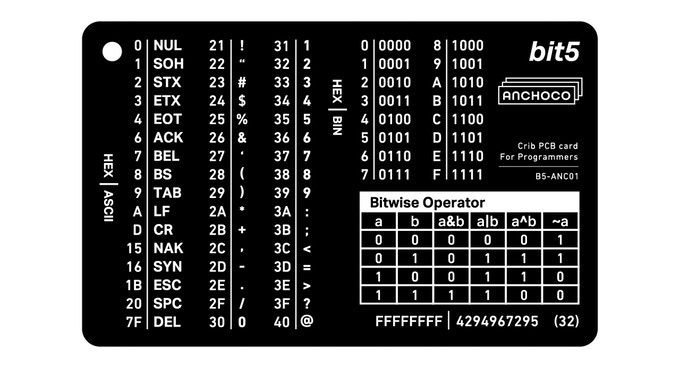 HEX | ASCII
0 | NUL
1 | SOH
2 | STX
3 | ETX
4 | EOT
6 | ACK
7 | BEL
8 | BS
9 | TAB
A | LF
D | CR
15 | NAK
16 | SYN
1B | ESC
20 | SPC
7F | DEL
21 | !
22 | “
23 | #
24 | $
25 | %
26 | &
27 | ‘
28 | (
29 | )
2A | *
2B | +
2C | ,
2D | -
2E | .
2F | /
30 | 0
31 | 1
32 | 2
33 | 3
34 | 4
35 | 5
36 | 6
37 | 7
38 | 8
39 | 9
3A | :
3B | ;
3C | <
3D | =
3E | >
3F | ?
40 | @
HEX | BIN
0 | 0000
1 | 0001
2 | 0010
3 | 0011
4 | 0100
5 | 0101
6 | 0110
7 | 0111
8 | 1000
9 | 1001
A | 1010
B | 1011
C | 1100
D | 1101
E | 1110
F | 1111
bit5
ANCHOCO
Crib PCB card
For Programmers
B5-ANC01
Bitwise Operator
a b a&b a|b a^b ~a
0 0 0 0 0 1
0 1 0 1 1 1
1 0 0 1 1 0
1 1 1 1 0 0
FFFFFFFF | 4294967295 (32)